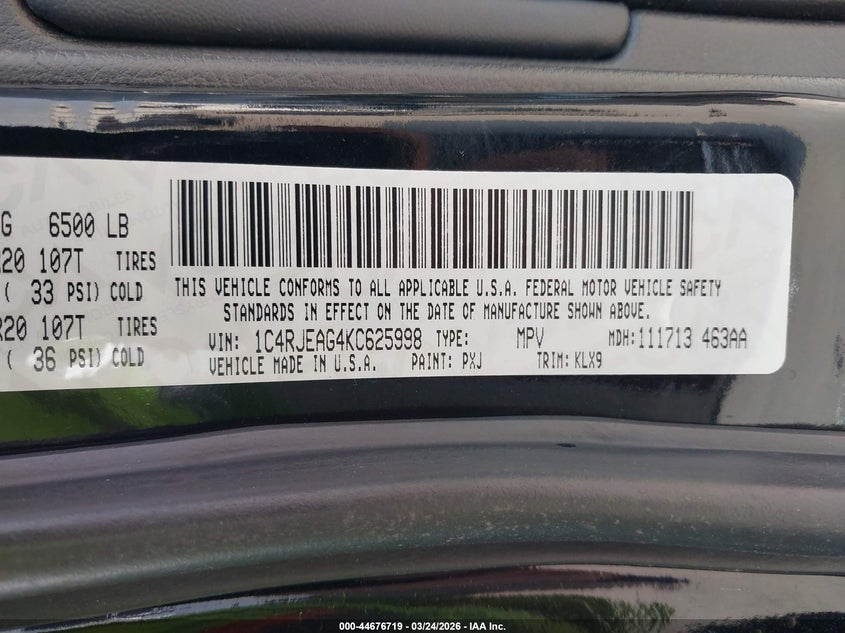 G 6500 LB
R20 107T TIRES
( 33 PSI) COLD
R20 107T TIRES
( 36 PSI) COLD
THIS VEHICLE CONFORMS TO ALL APPLICABLE U.S.A. FEDERAL MOTOR VEHICLE SAFETY
STANDARDS IN EFFECT ON THE DATE OF MANUFACTURE SHOWN ABOVE.
VIN: 1C4RJEAG4KC625998 TYPE: MPV MDH:111713 463AA
VEHICLE MADE IN U.S.A. PAINT: PXJ TRIM: KLX9
000-44676719 - 03/24/2026 - IAA Inc.